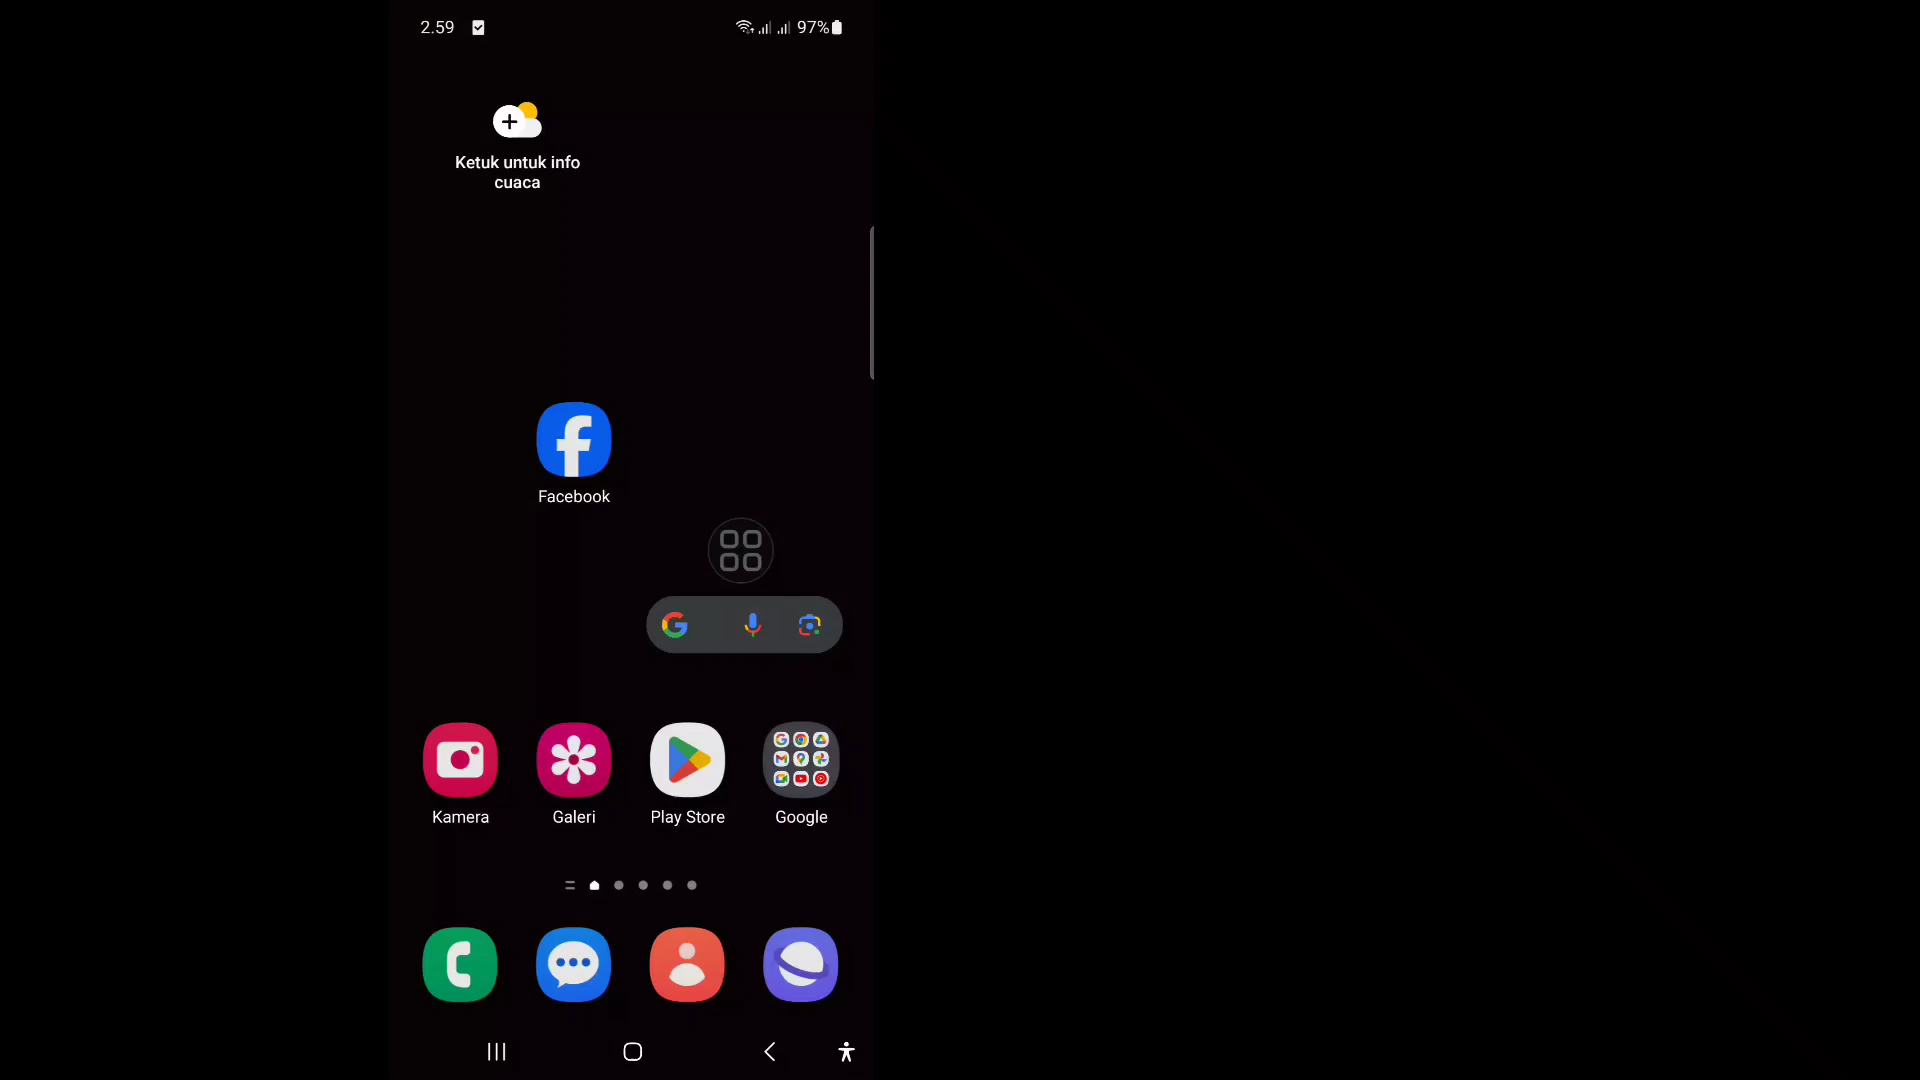 2.59
97%
Ketuk untuk info
cuaca
Facebook
Kamera
Galeri
Play Store
Google